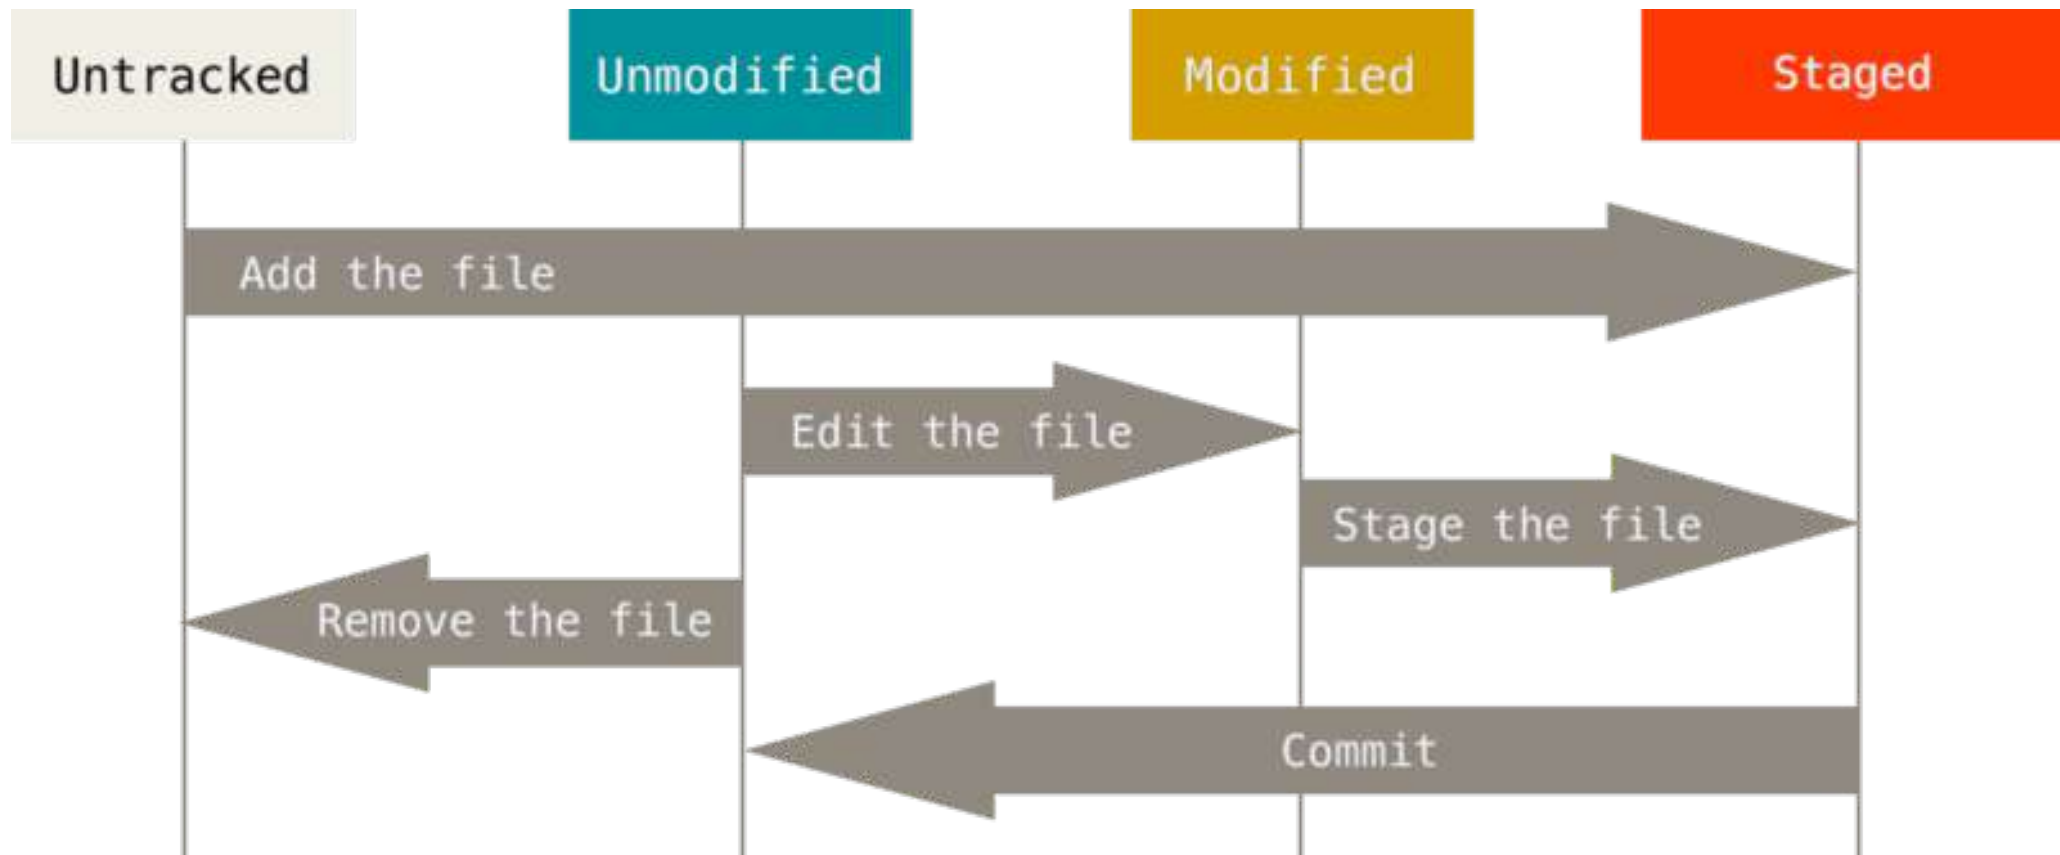 Untracked
Unmodified
Modified
Staged
Add the file
Edit the file
Stage the file
Remove the file
Commit